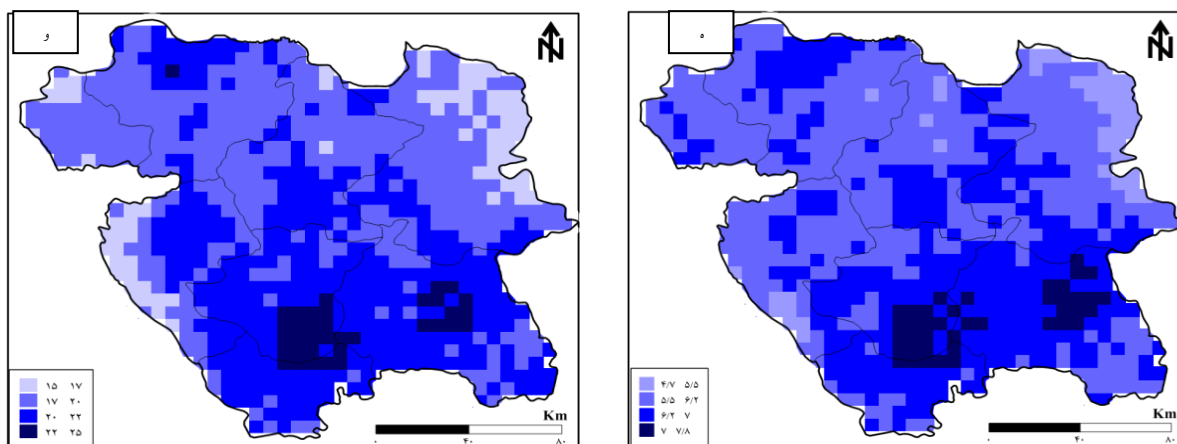 و
N
۱۵ ۱۷
۱۷ ۲۰
۲۰ ۲۲
۲۲ ۲۵
Km
۰ ۴۰ ۸۰
ه
N
۴/۷ ۵/۵
۵/۵ ۶/۲
۶/۲ ۷
۷ ۷/۸
Km
۰ ۴۰ ۸۰